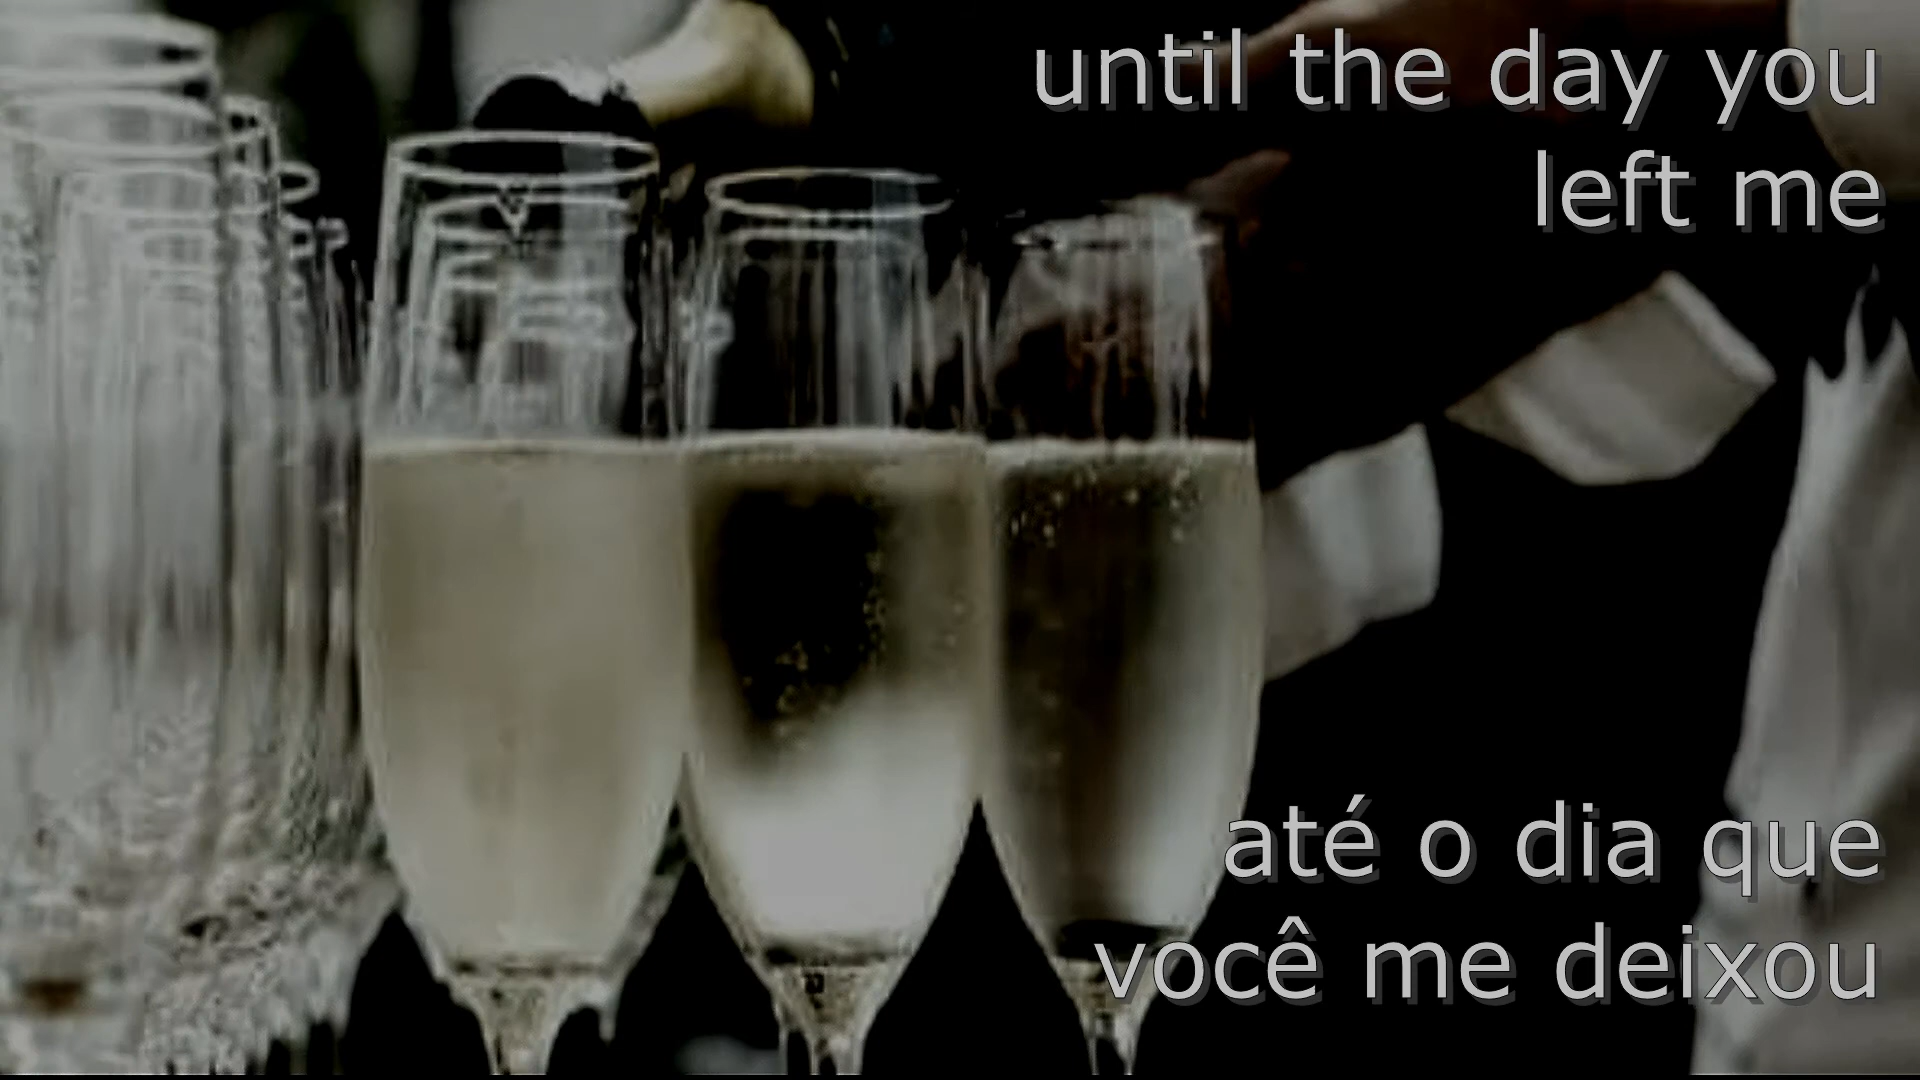 until the day you
left me
até o dia que
você me deixou